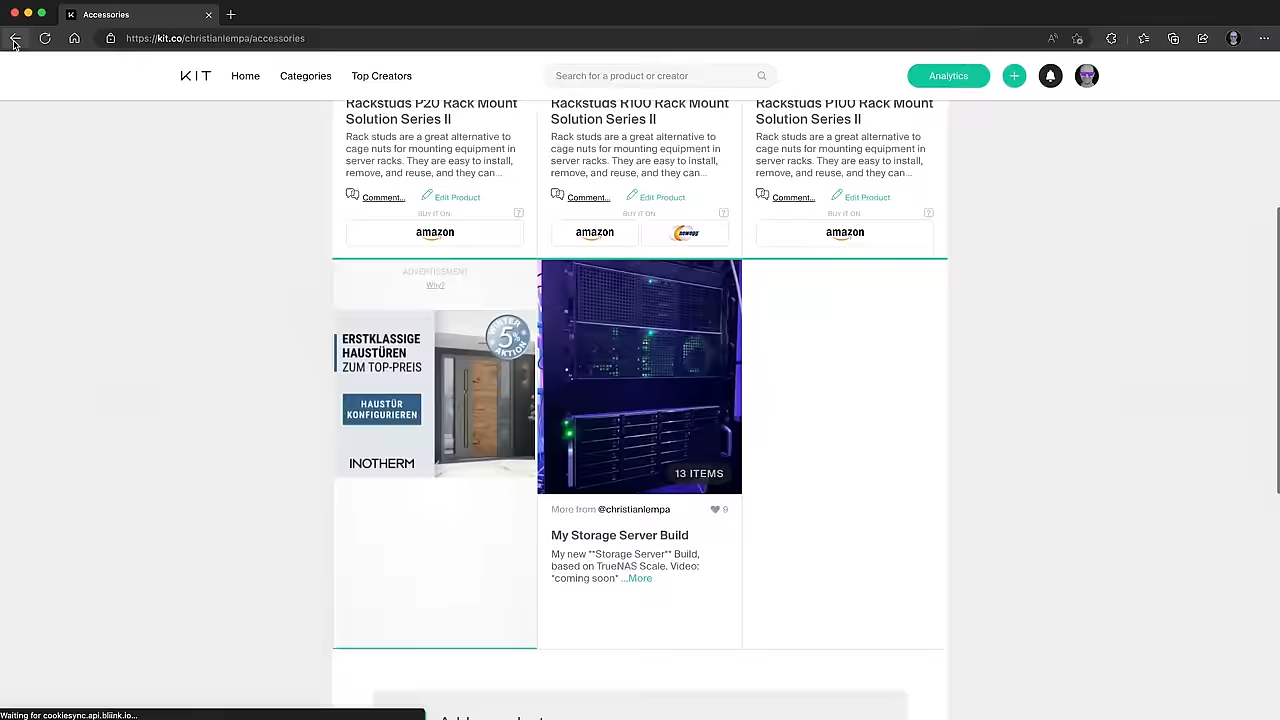 Accessories
https://kit.co/christianlempa/accessories
KIT
Home
Categories
Top Creators
Search for a product or creator
Analytics
Rackstuds P20 Rack Mount
Solution Series II
Rack studs are a great alternative to
cage nuts for mounting equipment in
server racks. They are easy to install,
remove, and reuse, and they can...
Comment...
Edit Product
BUY IT ON:
?
amazon
Rackstuds R100 Rack Mount
Solution Series II
Rack studs are a great alternative to
cage nuts for mounting equipment in
server racks. They are easy to install,
remove, and reuse, and they can...
Comment...
Edit Product
BUY IT ON
?
amazon
newegg
Rackstuds P100 Rack Mount
Solution Series II
Rack studs are a great alternative to
cage nuts for mounting equipment in
server racks. They are easy to install,
remove, and reuse, and they can...
Comment...
Edit Product
BUY IT ON
?
amazon
ADVERTISEMENT
Why?
ERSTKLASSIGE
HAUSTÜREN
ZUM TOP-PREIS
HAUSTÜR
KONFIGURIEREN
INOTHERM
WINTER
5%
AKTION
13 ITEMS
More from @christianlempa
9
My Storage Server Build
My new **Storage Server** Build,
based on TrueNAS Scale. Video:
*coming soon* ...More
Waiting for cookiesync.api.bliink.io...